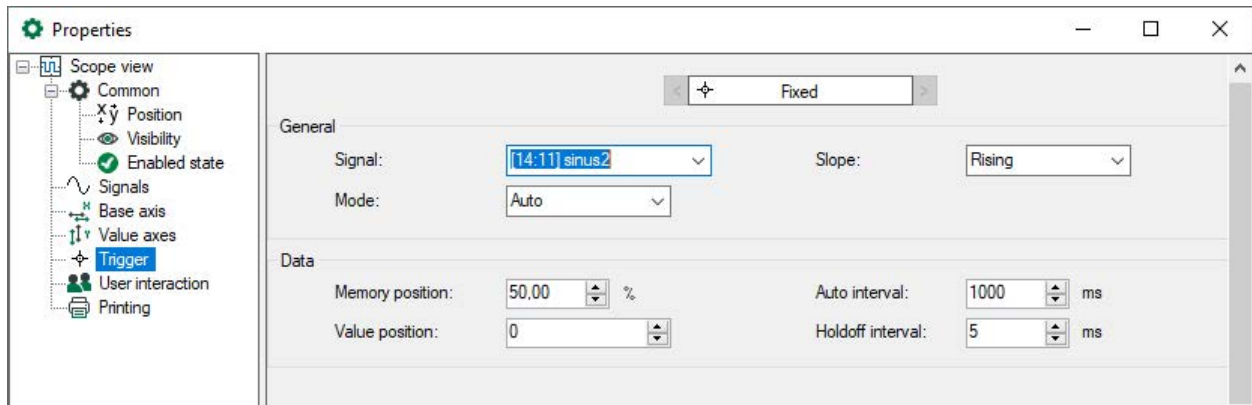 Properties
Scope view
Common
Position
Visibility
Enabled state
Signals
Base axis
Value axes
Trigger
User interaction
Printing
Fixed
General
Signal: [14:11] sinus2 Slope: Rising
Mode: Auto
Data
Memory position: 50,00 % Auto interval: 1000 ms
Value position: 0 Holdoff interval: 5 ms